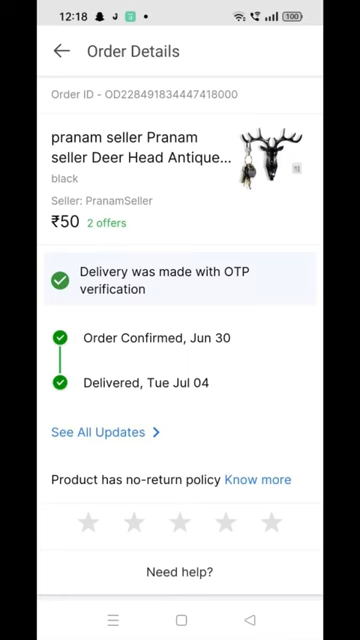 12:18
100
Order Details
Order ID - OD228491834447418000
pranam seller Pranam
seller Deer Head Antique...
black
Seller: PranamSeller
₹50 2 offers
Delivery was made with OTP
verification
Order Confirmed, Jun 30
Delivered, Tue Jul 04
See All Updates
Product has no-return policy Know more
Need help?